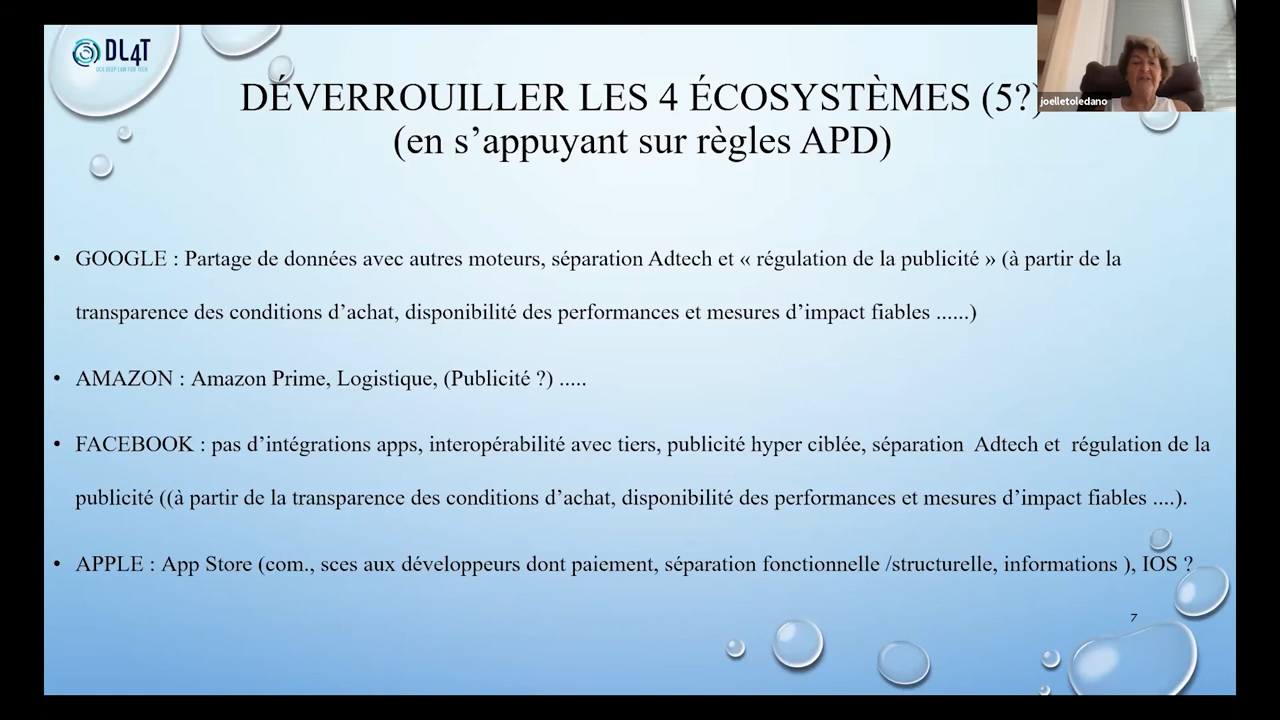 DL4T
UCA DEEP LAW FOR TECH
DÉVERROUILLER LES 4 ÉCOSYSTÈMES (5?)
(en s’appuyant sur règles APD)
joelletoledano
• GOOGLE : Partage de données avec autres moteurs, séparation Adtech et « régulation de la publicité » (à partir de la
transparence des conditions d’achat, disponibilité des performances et mesures d’impact fiables ......)
• AMAZON : Amazon Prime, Logistique, (Publicité ?) .....
• FACEBOOK : pas d’intégrations apps, interopérabilité avec tiers, publicité hyper ciblée, séparation Adtech et régulation de la
publicité ((à partir de la transparence des conditions d’achat, disponibilité des performances et mesures d’impact fiables ....).
• APPLE : App Store (com., sces aux développeurs dont paiement, séparation fonctionnelle /structurelle, informations ), IOS ?
7